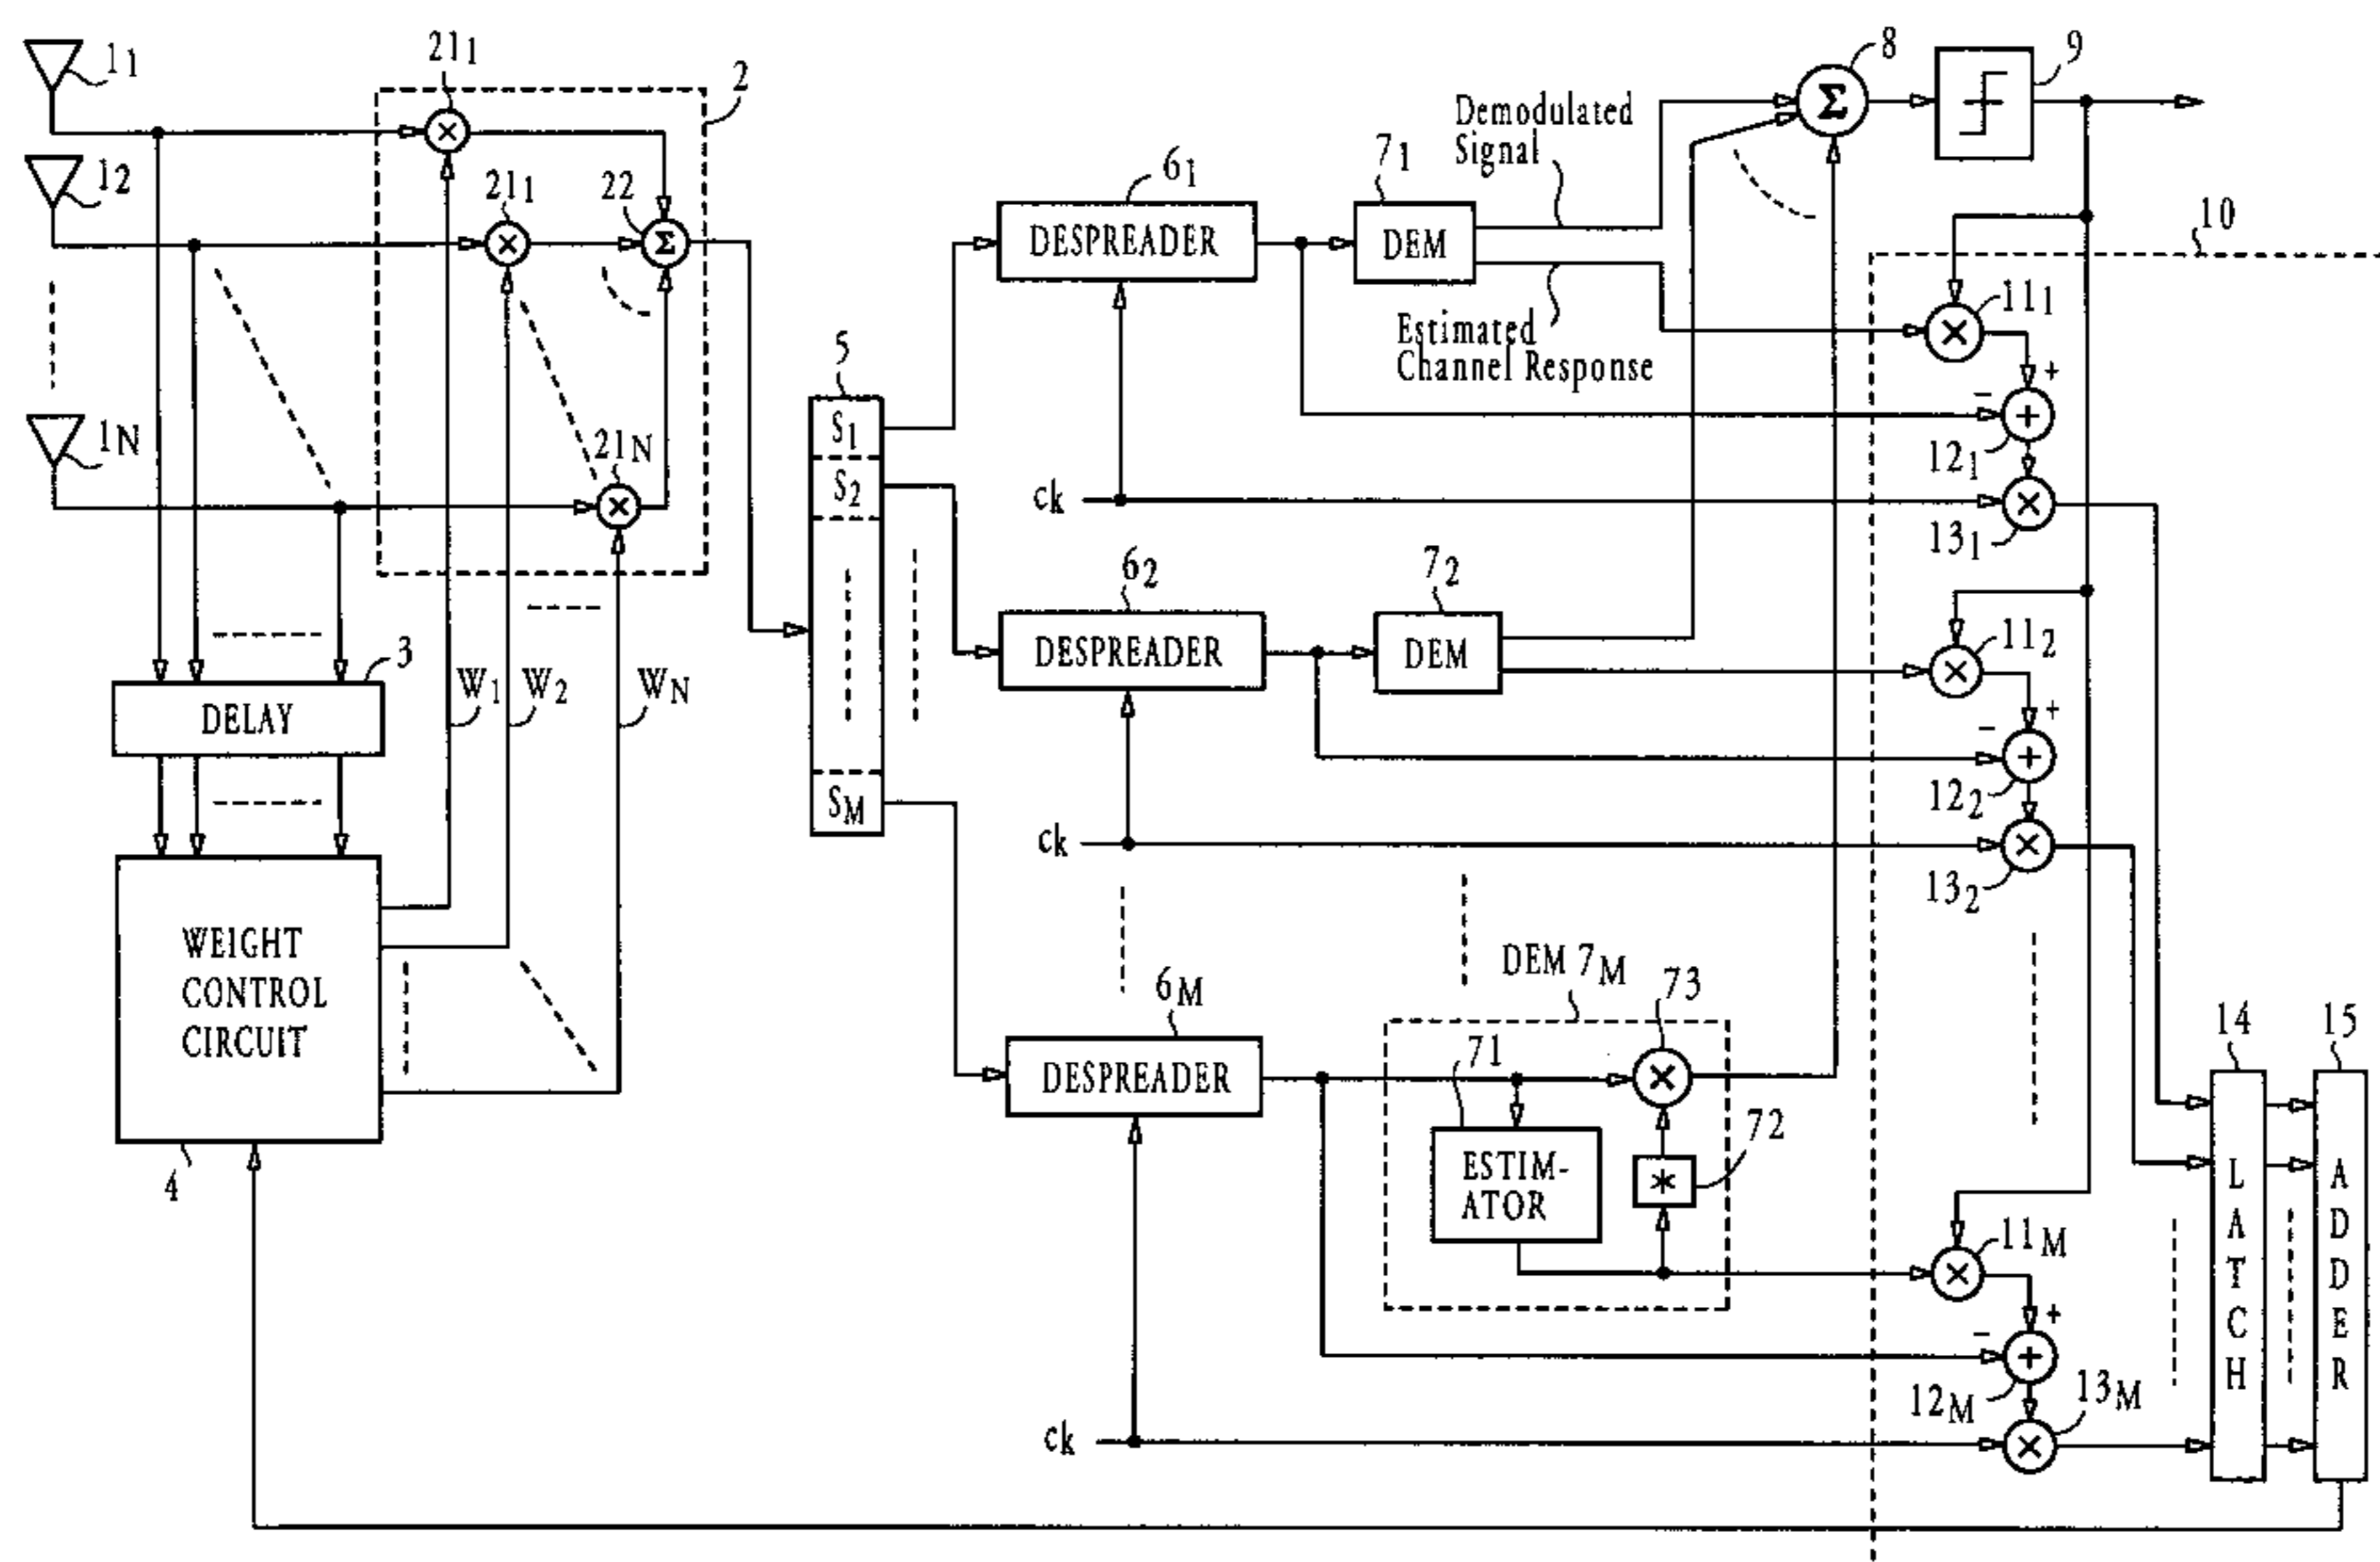 1₁
21₁
2
1₂
21₁
22
Σ
1N
21N
3
DELAY
W₁
W₂
WN
WEIGHT
CONTROL
CIRCUIT
4
5
S₁
S₂
SM
6₁
DESPREADER
7₁
DEM
Demodulated
Signal
Estimated
Channel Response
8
Σ
9
10
11₁
+
−
12₁
ck
13₁
6₂
DESPREADER
7₂
DEM
11₂
+
−
12₂
ck
13₂
6M
DESPREADER
DEM 7M
73
71
ESTIM-
ATOR
72
*
11M
+
−
12M
ck
13M
14
LATCH
15
ADDER